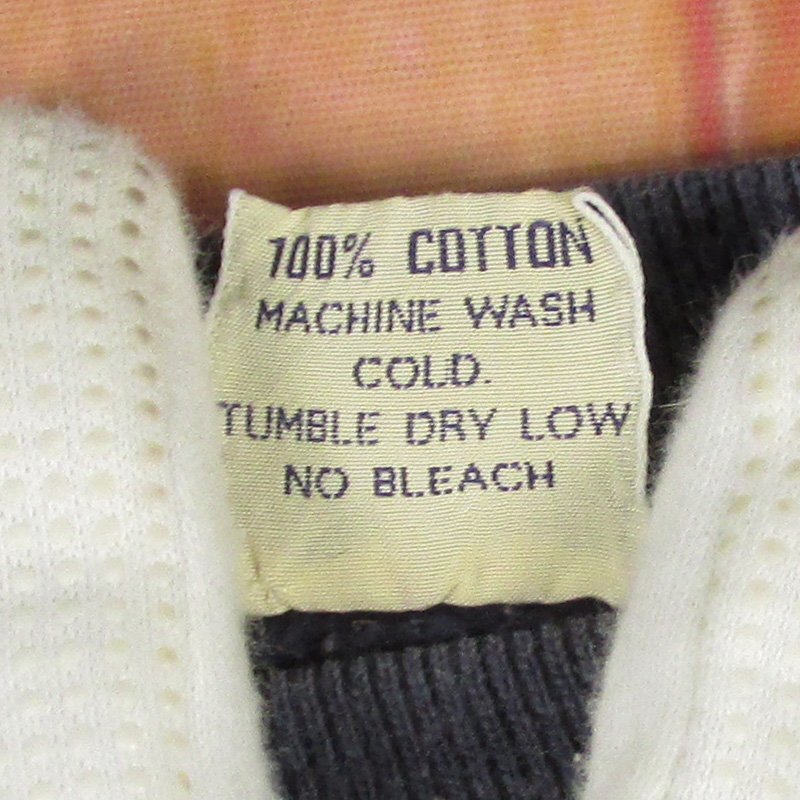 100% COTTON
MACHINE WASH
COLD.
TUMBLE DRY LOW
NO BLEACH